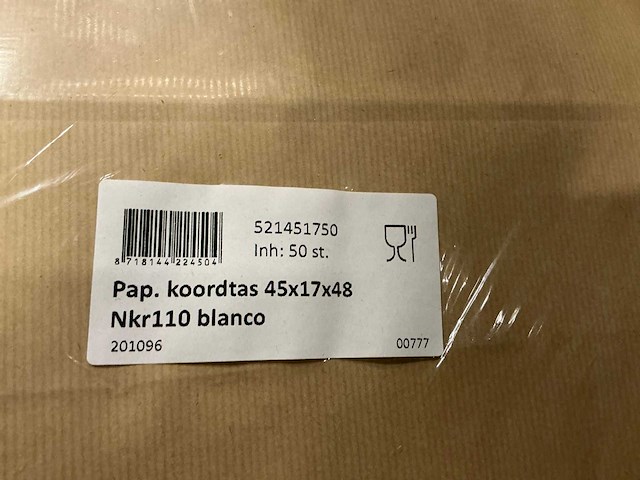 521451750
Inh: 50 st.
8 718144 224504
Pap. koordtas 45x17x48
Nkr110 blanco
201096
00777